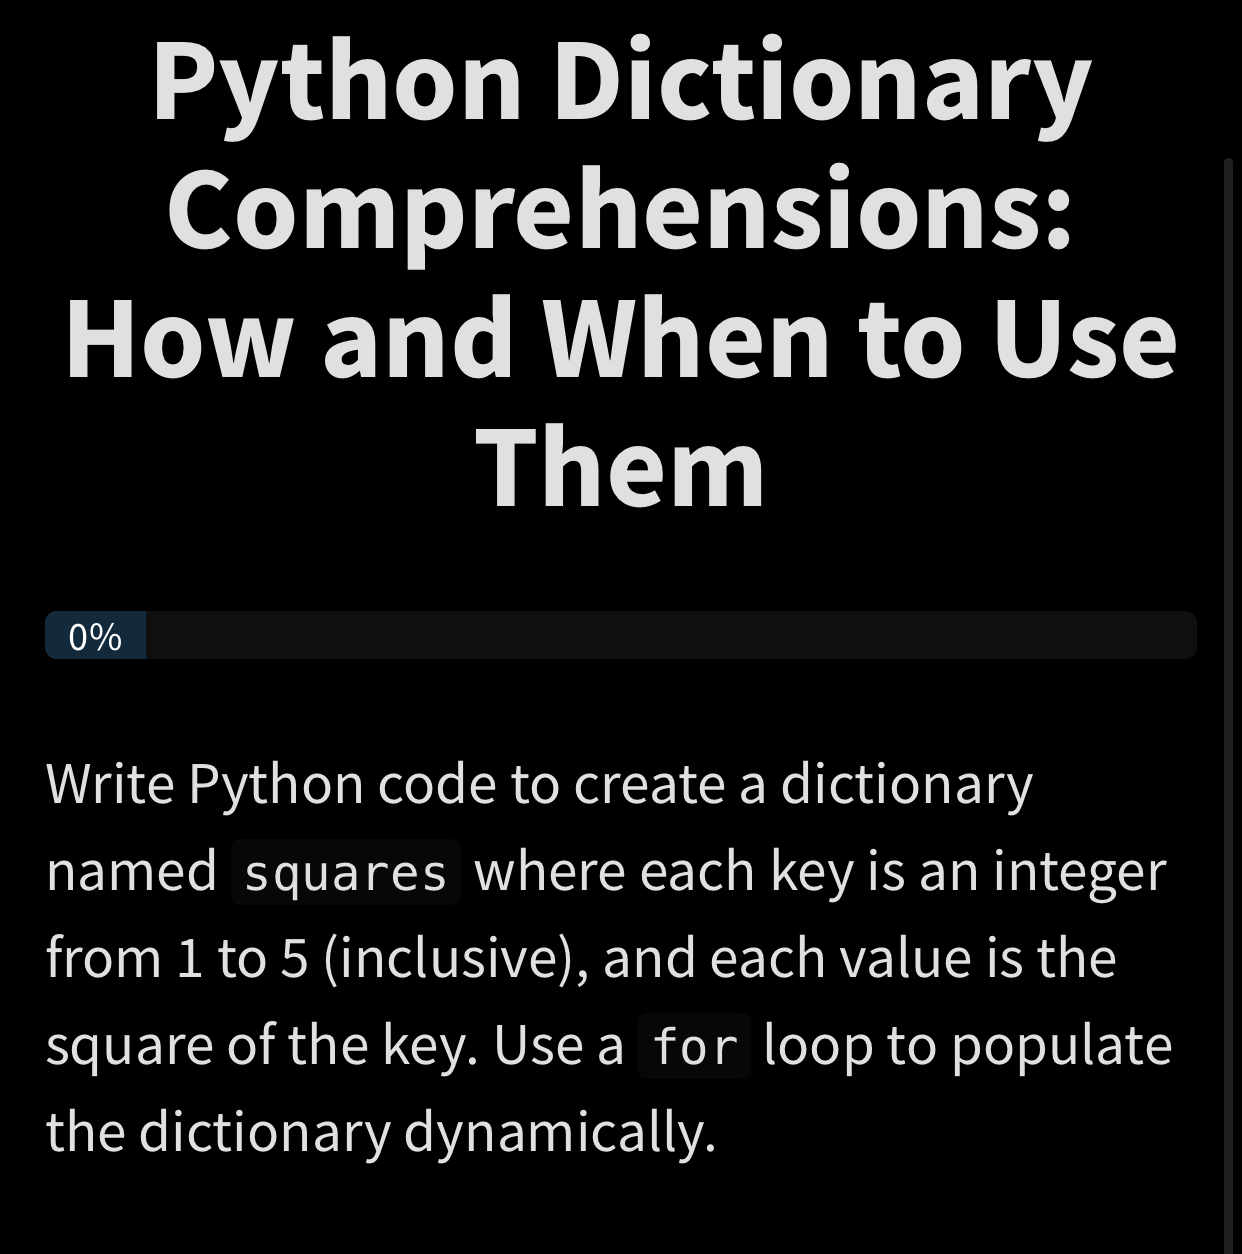 Python Dictionary
Comprehensions:
How and When to Use
Them
0%
Write Python code to create a dictionary
named squares where each key is an integer
from 1 to 5 (inclusive), and each value is the
square of the key. Use a for loop to populate
the dictionary dynamically.